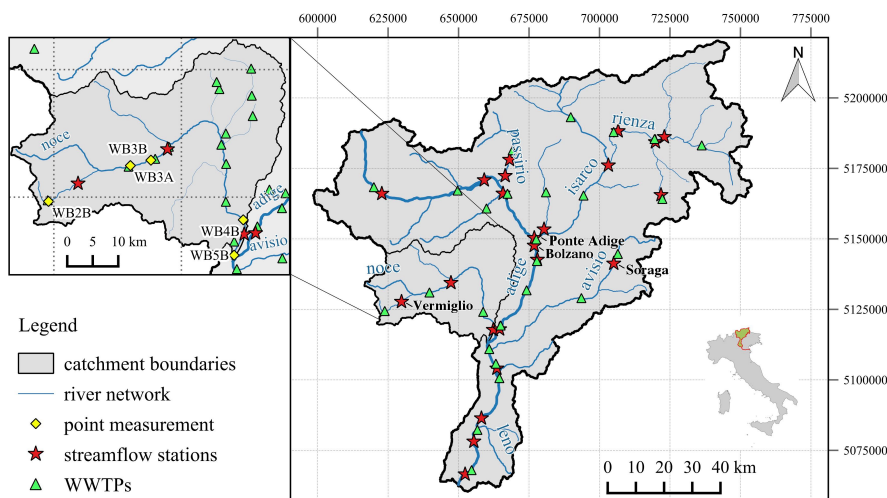 600000 625000 650000 675000 700000 725000 750000 775000
N
5200000
5175000
5150000
5125000
5100000
5075000
noce
WB3B
WB3A
WB2B
adige
WB4B
avisio
WB5B
0 5 10 km
passirio
rienza
isarco
Ponte Adige
Bolzano
adige
avisio
Soraga
noce
Vermiglio
leno
Legend
catchment boundaries
river network
point measurement
streamflow stations
WWTPs
0 10 20 30 40 km